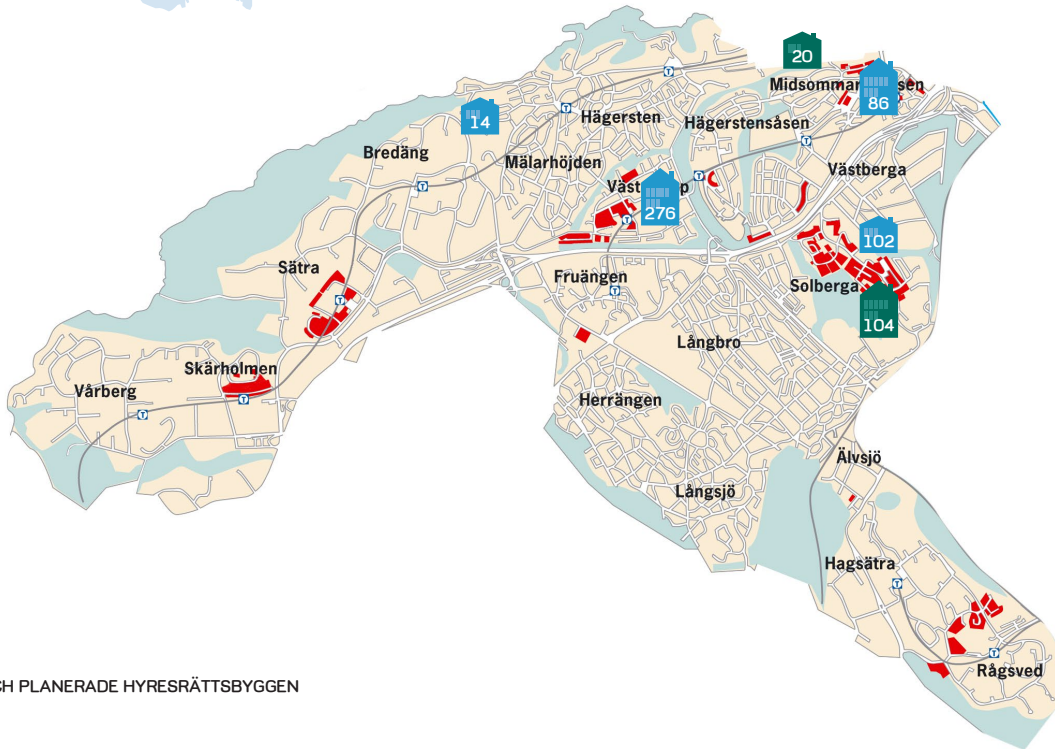 20
Midsommar sen
86
14
Hägersten
Hägerstensåsen
Bredäng
Mälarhöjden
Västberga
Väst p
276
102
Sätra
Fruängen
Solberga
104
Långbro
Skärholmen
Vårberg
Herrängen
Älvsjö
Långsjö
Hagsätra
Rågsved
CH PLANERADE HYRESRÄTTSBYGGEN